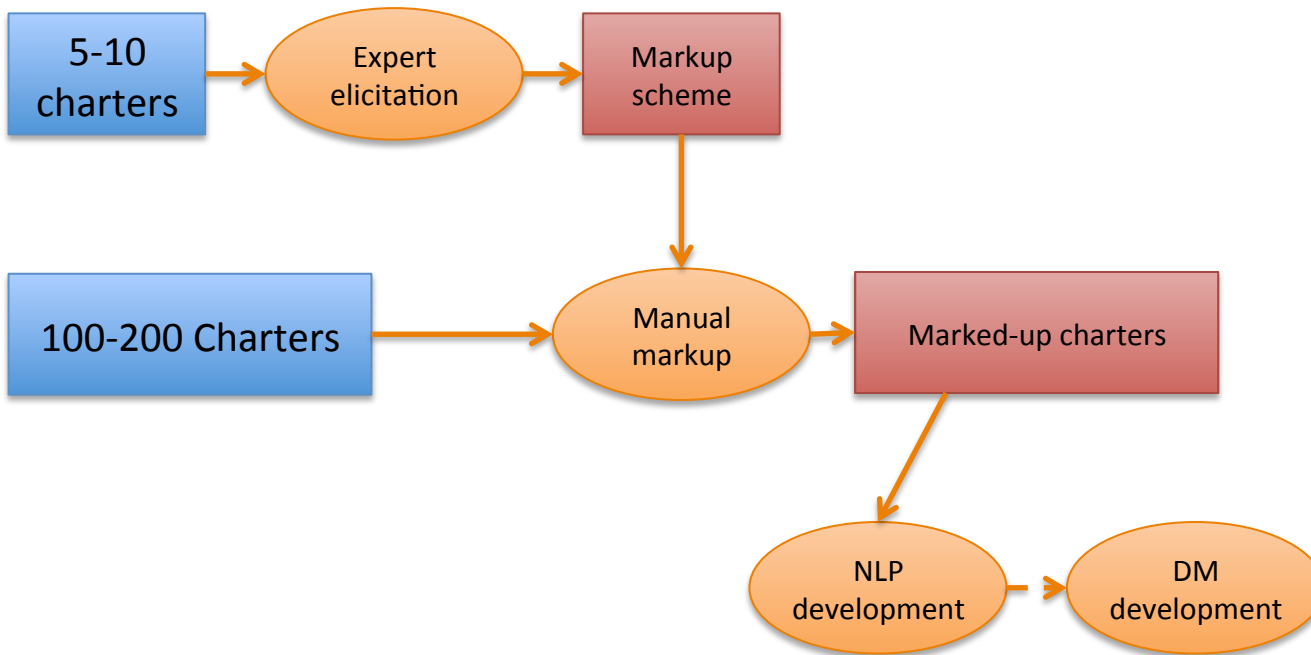 5-10
charters
Expert
elicitation
Markup
scheme
100-200 Charters
Manual
markup
Marked-up charters
NLP
development
DM
development